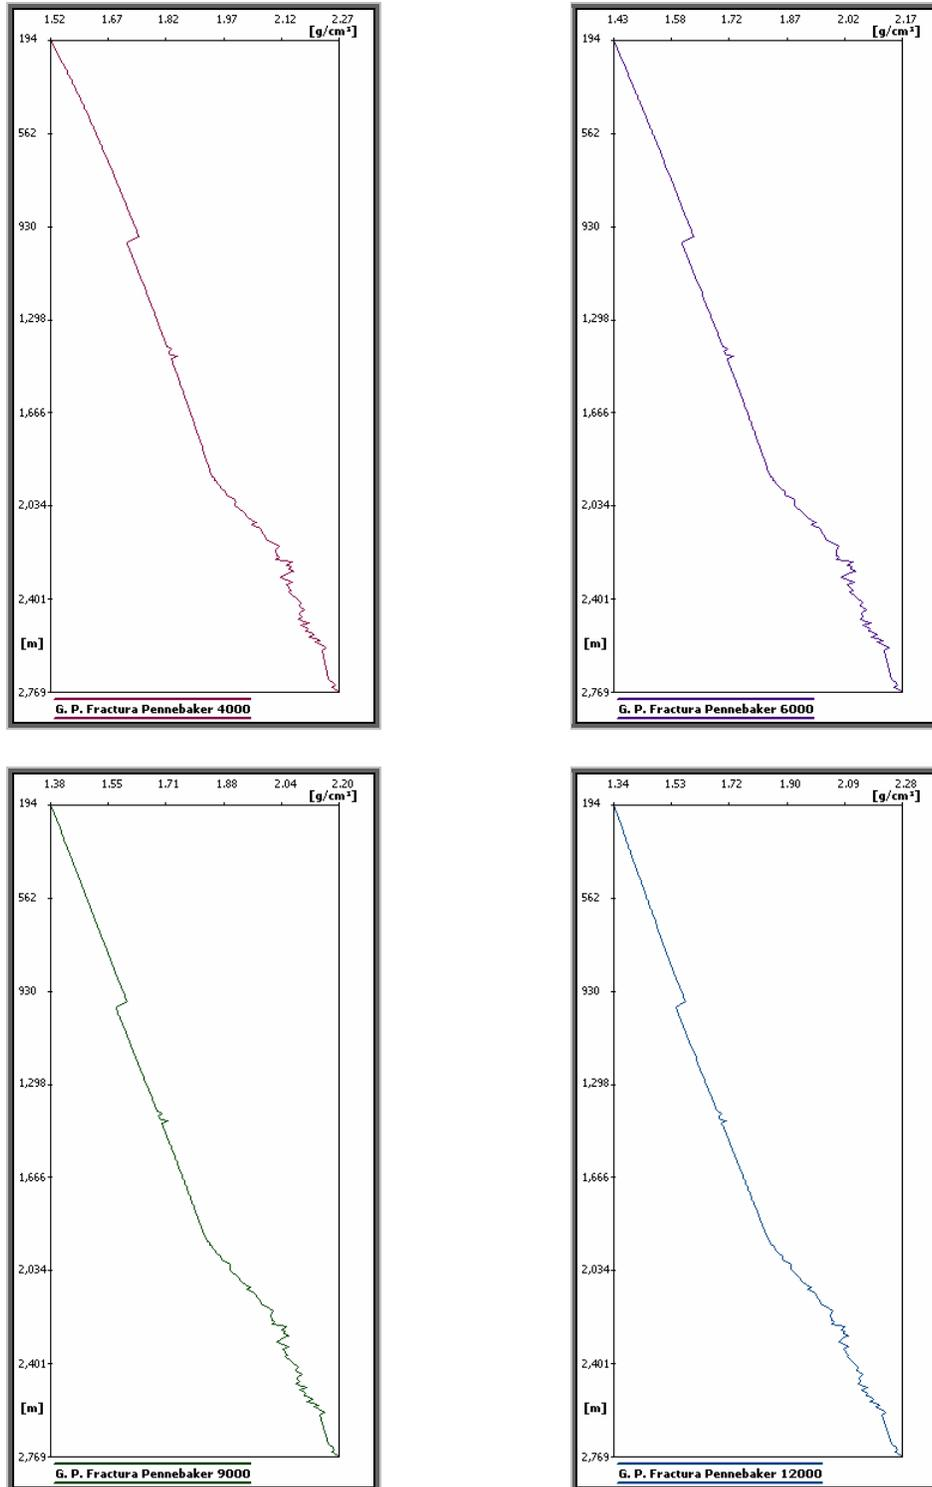 1.52 1.67 1.82 1.97 2.12 2.27
[g/cm³]
194
562
930
1,298
1,666
2,034
2,401
[m]
2,769
G. P. Fractura Pennebaker 4000
1.43 1.58 1.72 1.87 2.02 2.17
[g/cm³]
194
562
930
1,298
1,666
2,034
2,401
[m]
2,769
G. P. Fractura Pennebaker 6000
1.38 1.55 1.71 1.88 2.04 2.20
[g/cm³]
194
562
930
1,298
1,666
2,034
2,401
[m]
2,769
G. P. Fractura Pennebaker 9000
1.34 1.53 1.72 1.90 2.09 2.28
[g/cm³]
194
562
930
1,298
1,666
2,034
2,401
[m]
2,769
G. P. Fractura Pennebaker 12000